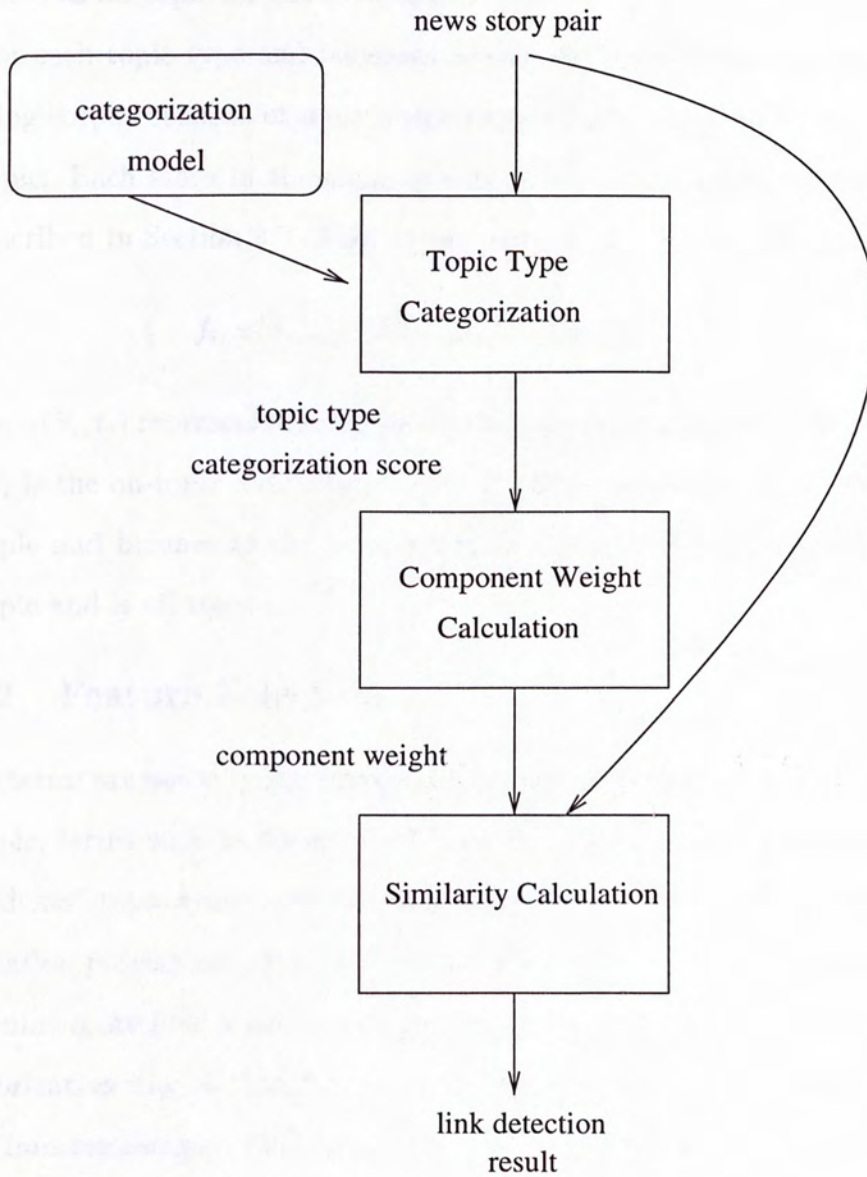 news story pair
categorization
model
Topic Type
Categorization
topic type
categorization score
Component Weight
Calculation
component weight
Similarity Calculation
link detection
result